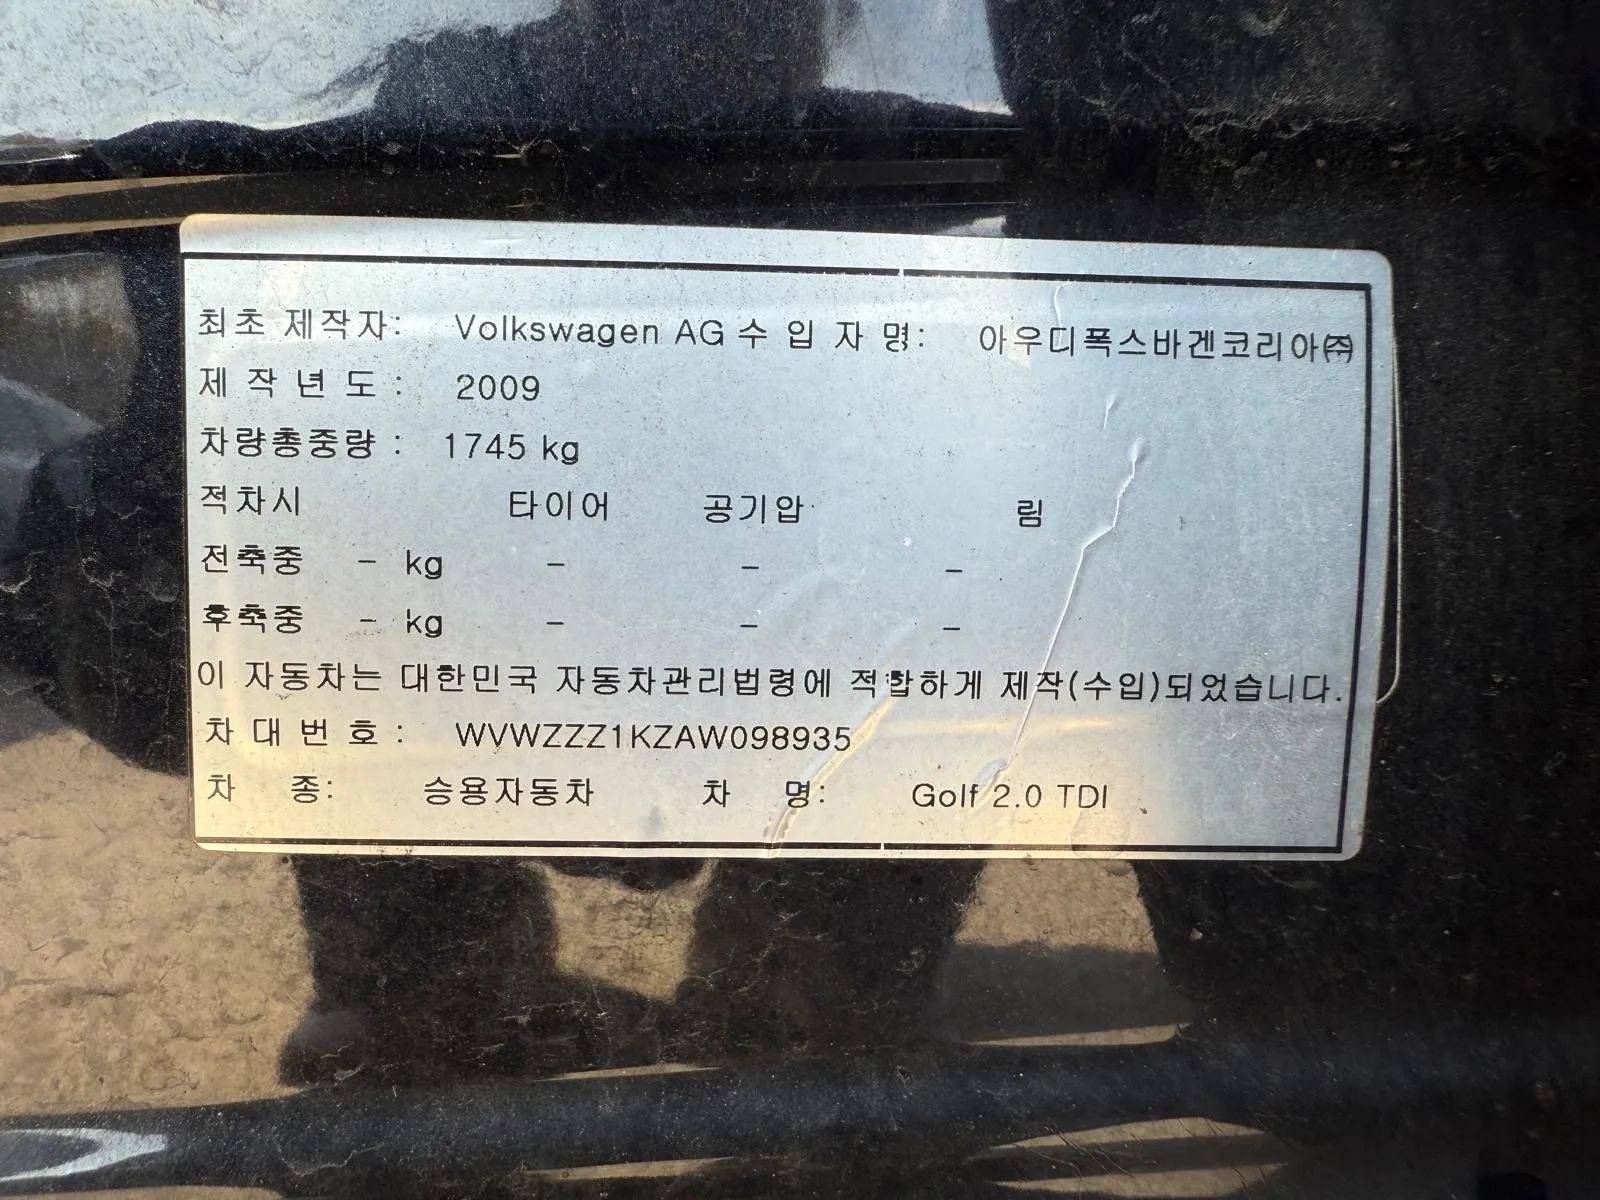 최초 제작자: Volkswagen AG 수 입 자 명: 아우디폭스바겐코리아㈜
제 작 년 도 : 2009
차량총중량 : 1745 kg
적차시 타이어 공기압 림
전축중 - kg - - -
후축중 - kg - - -
이 자동차는 대한민국 자동차관리법령에 적합하게 제작(수입)되었습니다.
차 대 번 호 : WVWZZZ1KZAW098935
차 종: 승용자동차 차 명: Golf 2.0 TDI